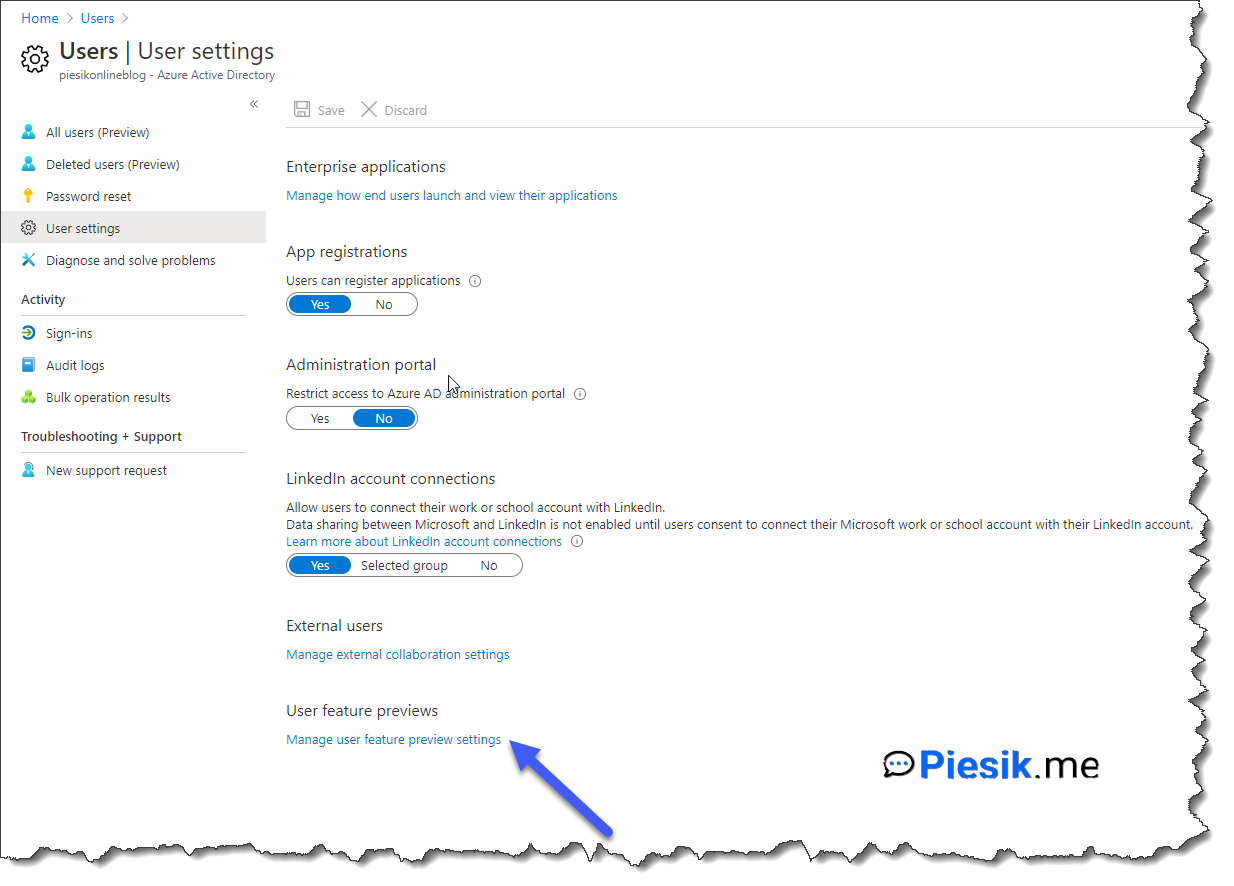 Home > Users >
Users | User settings
piesikonlineblog - Azure Active Directory
«
Save Discard
All users (Preview)
Deleted users (Preview)
Password reset
User settings
Diagnose and solve problems
Activity
Sign-ins
Audit logs
Bulk operation results
Troubleshooting + Support
New support request
Enterprise applications
Manage how end users launch and view their applications
App registrations
Users can register applications
Yes No
Administration portal
Restrict access to Azure AD administration portal
Yes No
LinkedIn account connections
Allow users to connect their work or school account with LinkedIn.
Data sharing between Microsoft and LinkedIn is not enabled until users consent to connect their Microsoft work or school account with their LinkedIn account.
Learn more about LinkedIn account connections
Yes Selected group No
External users
Manage external collaboration settings
User feature previews
Manage user feature preview settings
Piesik.me